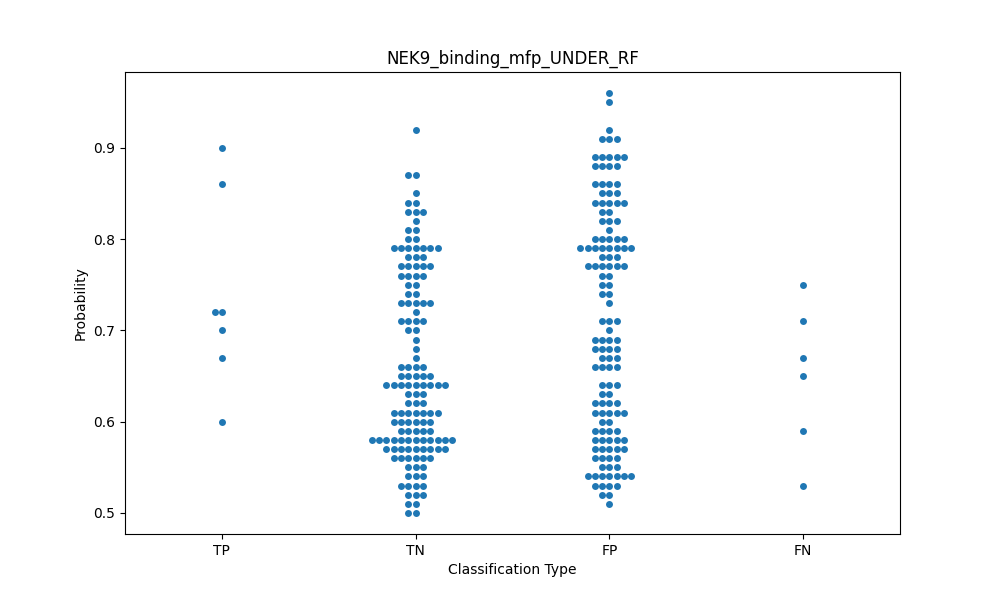 NEK9_binding_mfp_UNDER_RF
Probability
0.9
0.8
0.7
0.6
0.5
TP TN FP FN
Classification Type